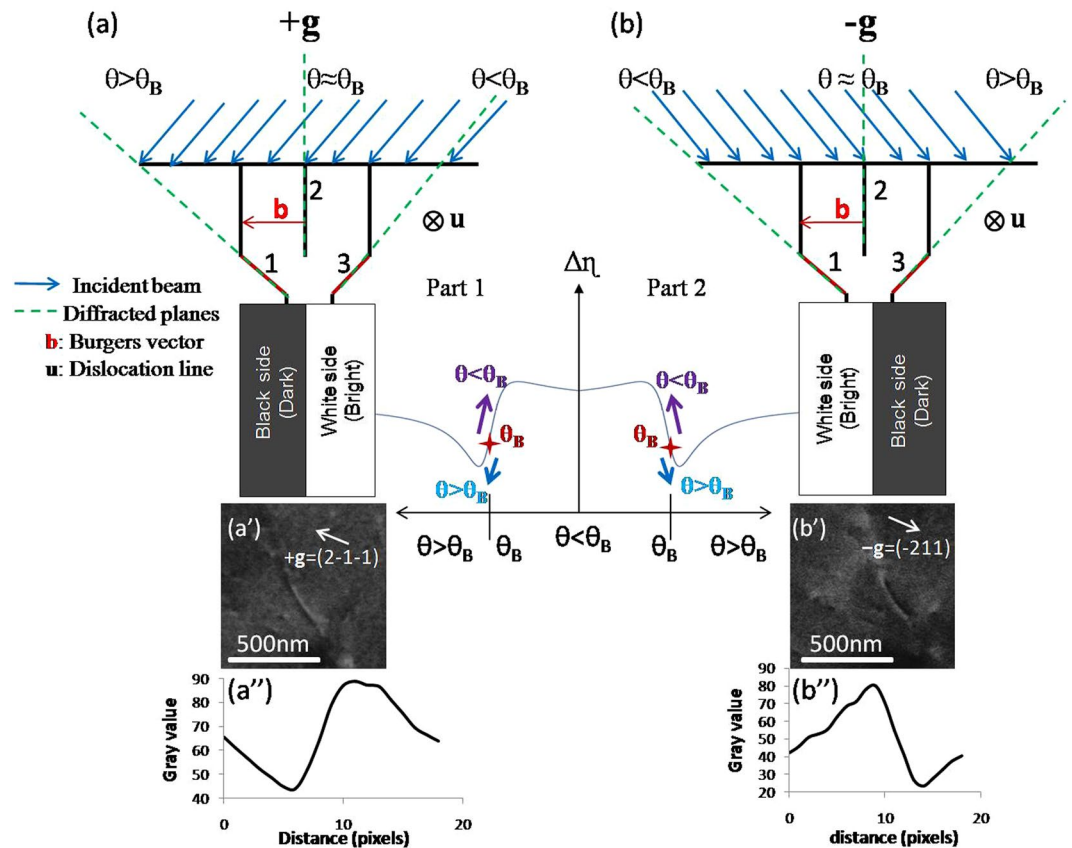 (a)
+g
θ>θB
θ≈θB
θ<θB
2
b
⊗ u
1
3
(b)
-g
θ<θB
θ ≈ θB
θ>θB
2
b
⊗ u
1
3
Incident beam
Diffracted planes
b: Burgers vector
u: Dislocation line
Black side
(Dark)
White side
(Bright)
Part 1
Δη
Part 2
θ<θB
θB
θ>θB
θ<θB
θB
θ>θB
θ>θB
θB
θ<θB
θB
θ>θB
White side
(Bright)
Black side
(Dark)
(a')
+g=(2-1-1)
500nm
(b')
−g=(-211)
500nm
(a'')
Gray value
90
80
70
60
50
40
0
10
20
Distance (pixels)
(b'')
Gray value
90
80
70
60
50
40
30
20
0
10
20
distance (pixels)